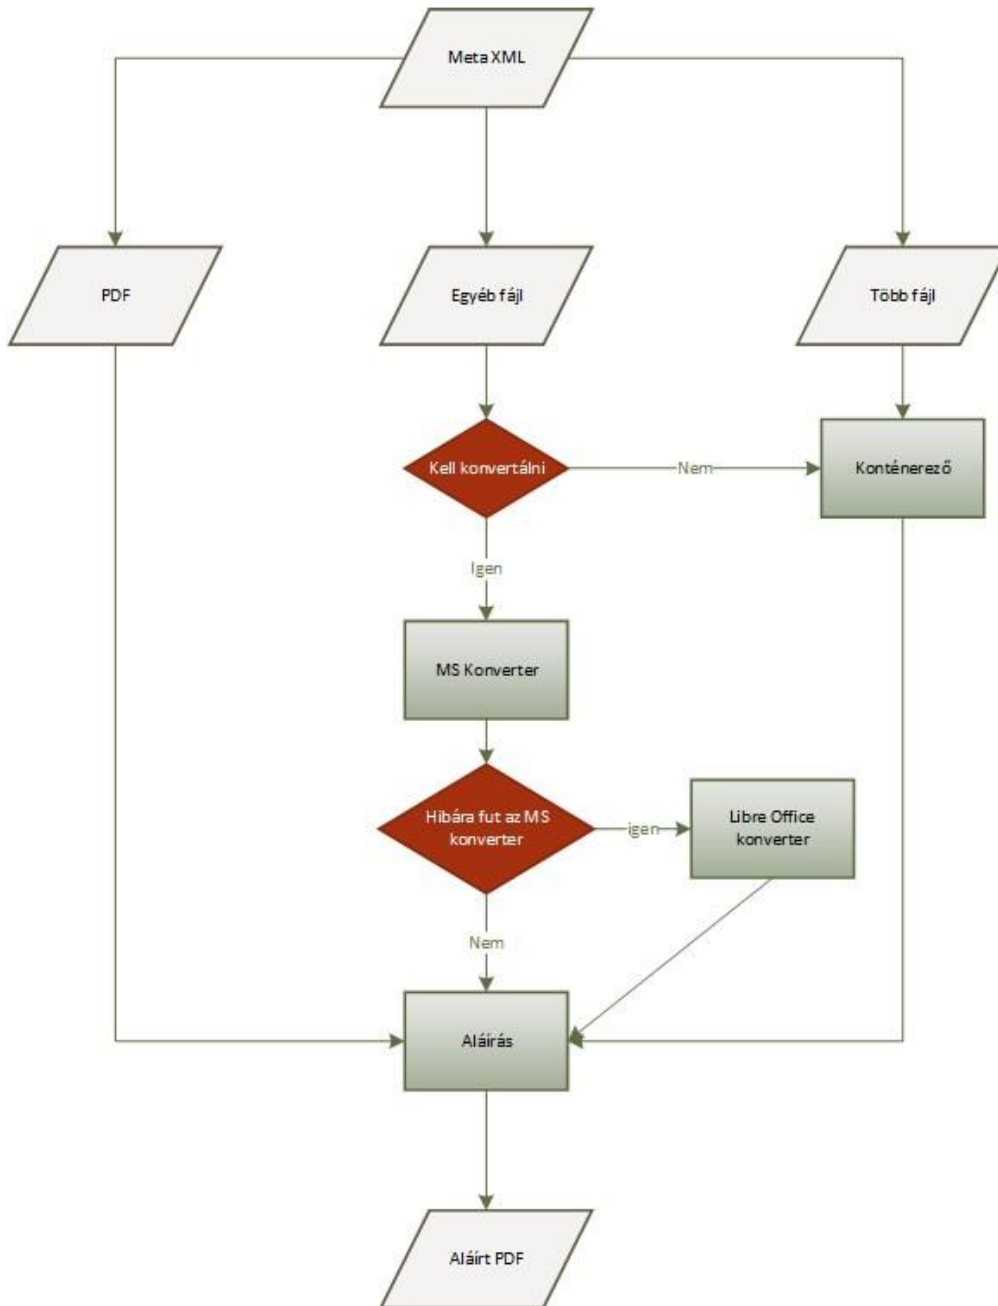 Meta XML
PDF
Egyéb fájl
Több fájl
Kell konvertálni
Nem
Konténerező
Igen
MS Konverter
Hibára fut az MS
konverter
igen
Libre Office
konverter
Nem
Aláírás
Aláírt PDF